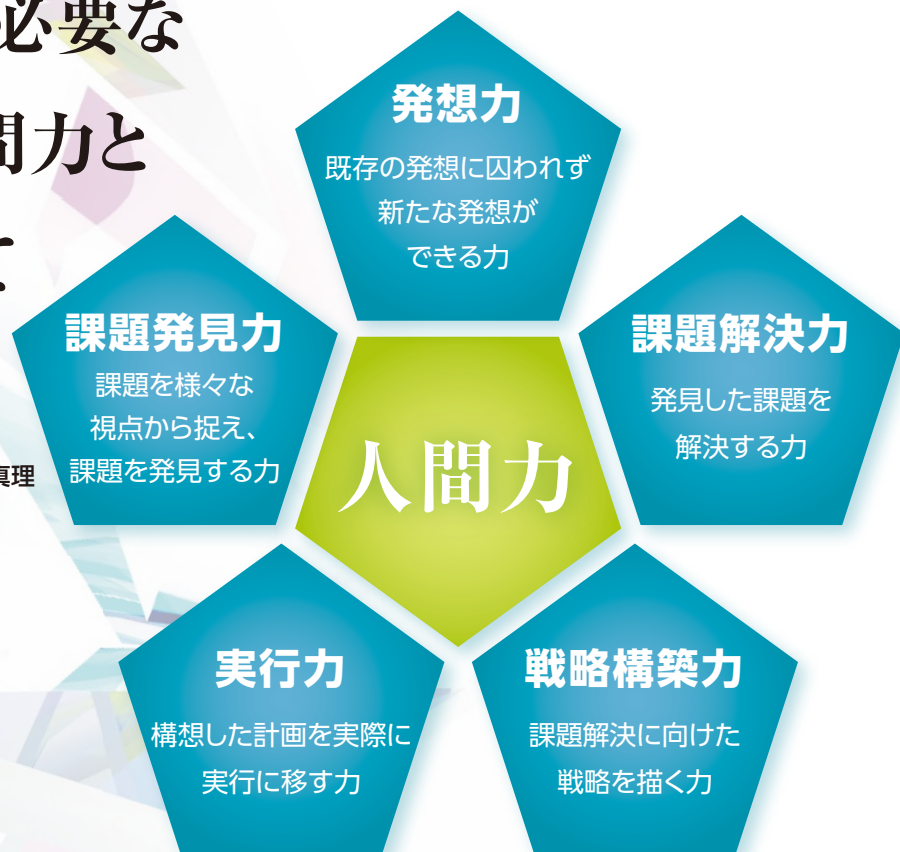 必要な
間力と
発想力
既存の発想に囚われず
新たな発想が
できる力
課題発見力
課題を様々な
視点から捉え、
課題を発見する力
真理
課題解決力
発見した課題を
解決する力
人間力
実行力
構想した計画を実際に
実行に移す力
戦略構築力
課題解決に向けた
戦略を描く力